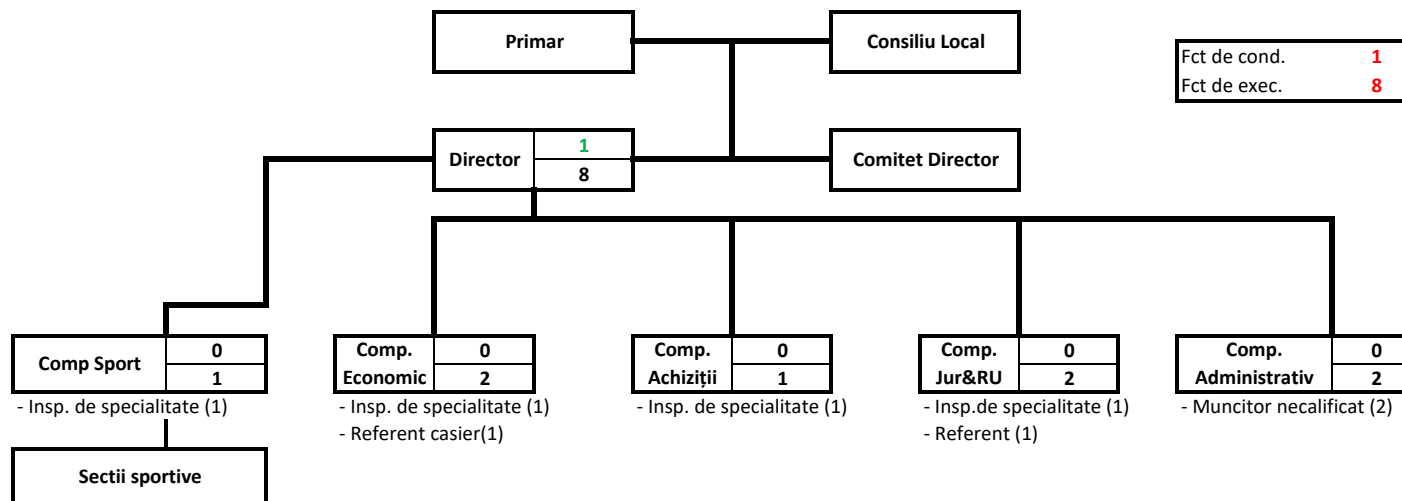 Primar
Consiliu Local
Fct de cond. 1
Fct de exec. 8
Director 1
8
Comitet Director
Comp Sport 0
1
- Insp. de specialitate (1)
Sectii sportive
Comp. 0
Economic 2
- Insp. de specialitate (1)
- Referent casier(1)
Comp. 0
Achiziții 1
- Insp. de specialitate (1)
Comp. 0
Jur&RU 2
- Insp.de specialitate (1)
- Referent (1)
Comp. 0
Administrativ 2
- Muncitor necalificat (2)